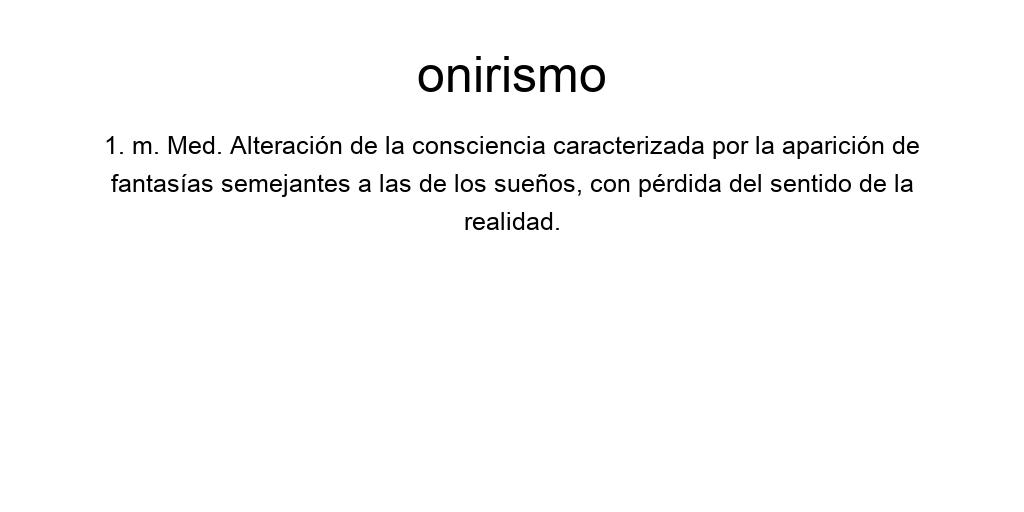 onirismo
1. m. Med. Alteración de la consciencia caracterizada por la aparición de
fantasías semejantes a las de los sueños, con pérdida del sentido de la
realidad.